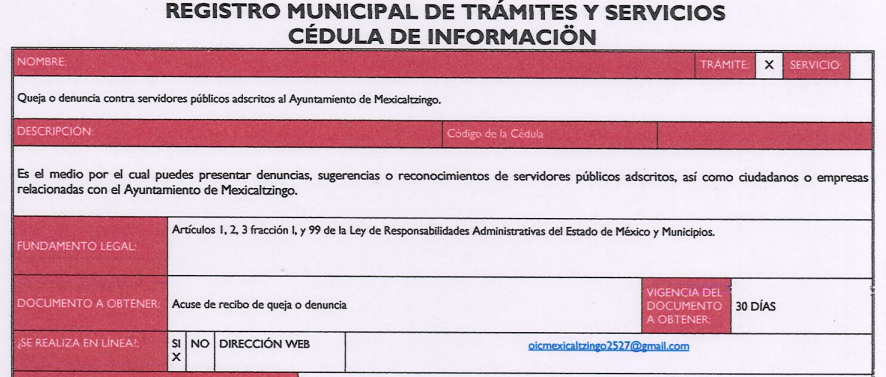 REGISTRO MUNICIPAL DE TRÁMITES Y SERVICIOS
CÉDULA DE INFORMACIÖN
NOMBRE: TRÁMITE: X SERVICIO:
Queja o denuncia contra servidores públicos adscritos al Ayuntamiento de Mexicaltzingo.
DESCRIPCIÓN: Código de la Cédula
Es el medio por el cual puedes presentar denuncias, sugerencias o reconocimientos de servidores públicos adscritos, así como ciudadanos o empresas
relacionadas con el Ayuntamiento de Mexicaltzingo.
FUNDAMENTO LEGAL: Artículos 1, 2, 3 fracción I, y 99 de la Ley de Responsabilidades Administrativas del Estado de México y Municipios.
DOCUMENTO A OBTENER: Acuse de recibo de queja o denuncia
VIGENCIA DEL
DOCUMENTO
A OBTENER:
30 DÍAS
¿SE REALIZA EN LÍNEA?: SI NO DIRECCIÓN WEB oicmexicaltzingo2527@gmail.com
X